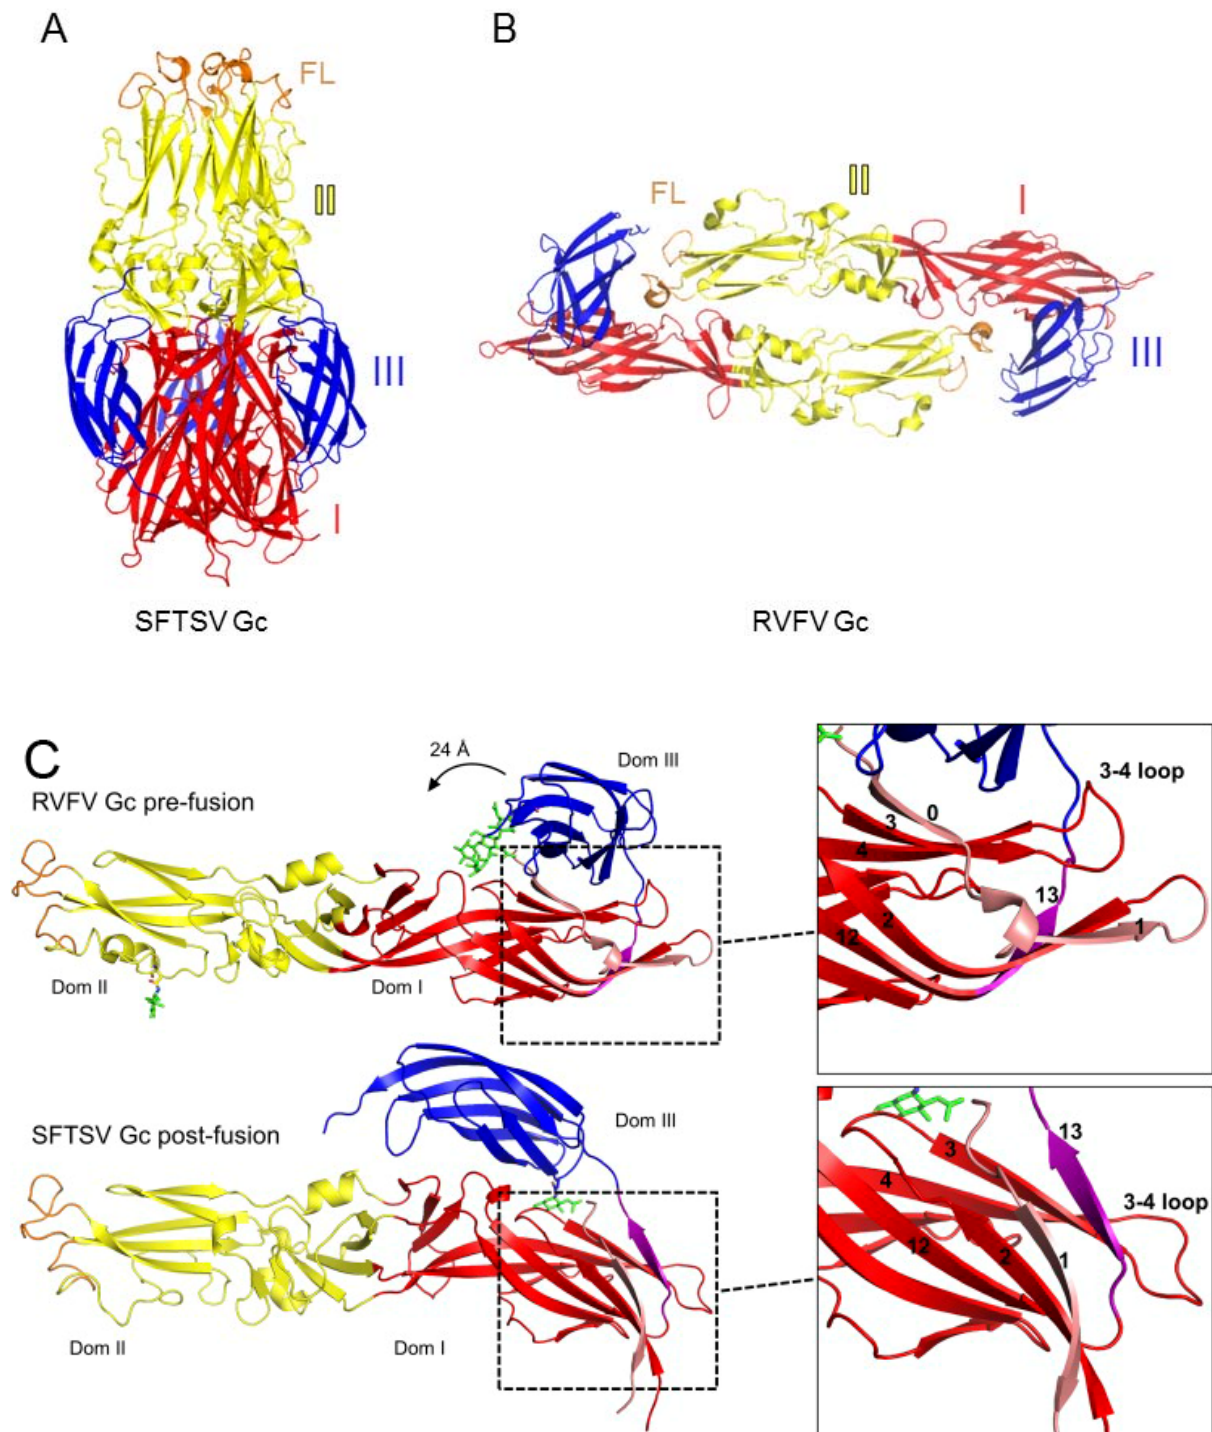 A
B
FL
II
III
I
FL
II
I
III
SFTSV Gc
RVFV Gc
C
24 Å
Dom III
RVFV Gc pre-fusion
Dom II
Dom I
3-4 loop
0
3
4
13
2
1
12
SFTSV Gc post-fusion
Dom III
Dom II
Dom I
13
3
4
3-4 loop
12
2
1